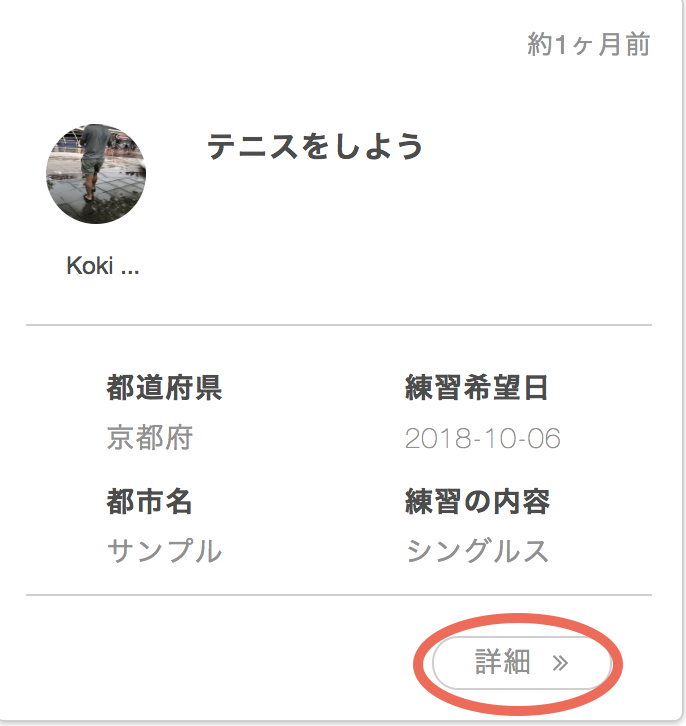 約1ヶ月前
テニスをしよう
Koki ...
都道府県
京都府
練習希望日
2018-10-06
都市名
サンプル
練習の内容
シングルス
詳細 »